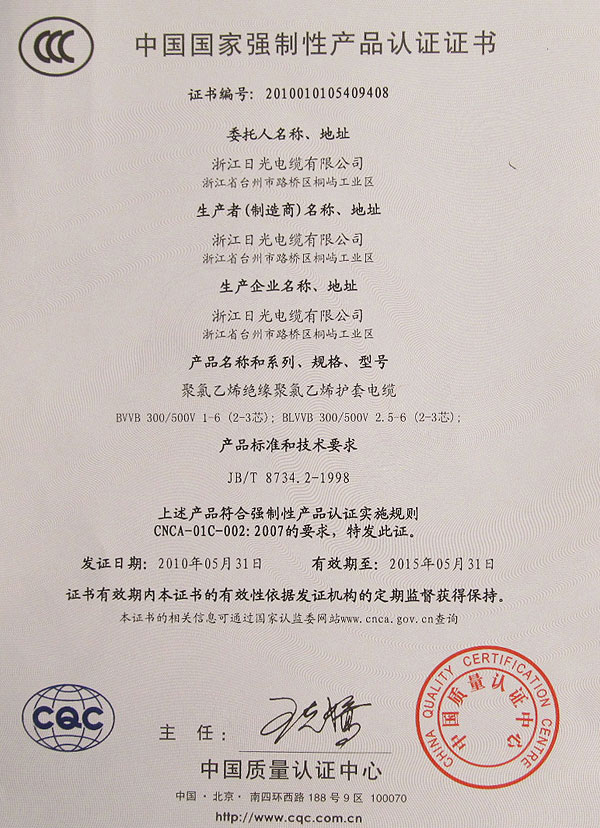 中国国家强制性产品认证证书
证书编号：2010010105409408
委托人名称、地址
浙江日光电缆有限公司
浙江省台州市路桥区桐屿工业区
生产者(制造商)名称、地址
浙江日光电缆有限公司
浙江省台州市路桥区桐屿工业区
生产企业名称、地址
浙江日光电缆有限公司
浙江省台州市路桥区桐屿工业区
产品名称和系列、规格、型号
聚氯乙烯绝缘聚氯乙烯护套电缆
BVVB 300/500V 1-6 (2-3芯)；BLVVB 300/500V 2.5-6 (2-3芯)；
产品标准和技术要求
JB/T 8734.2-1998
上述产品符合强制性产品认证实施规则
CNCA-01C-002:2007的要求，特发此证。
发证日期：2010年05月31日 有效期至：2015年05月31日
证书有效期内本证书的有效性依据发证机构的定期监督获得保持。
本证书的相关信息可通过国家认监委网站www.cnca.gov.cn查询
CQC
主 任：
中国质量认证中心
中国·北京·南四环西路188号9区 100070
http://www.cqc.com.cn
CHINA QUALITY CERTIFICATION CENTRE
中国质量认证中心